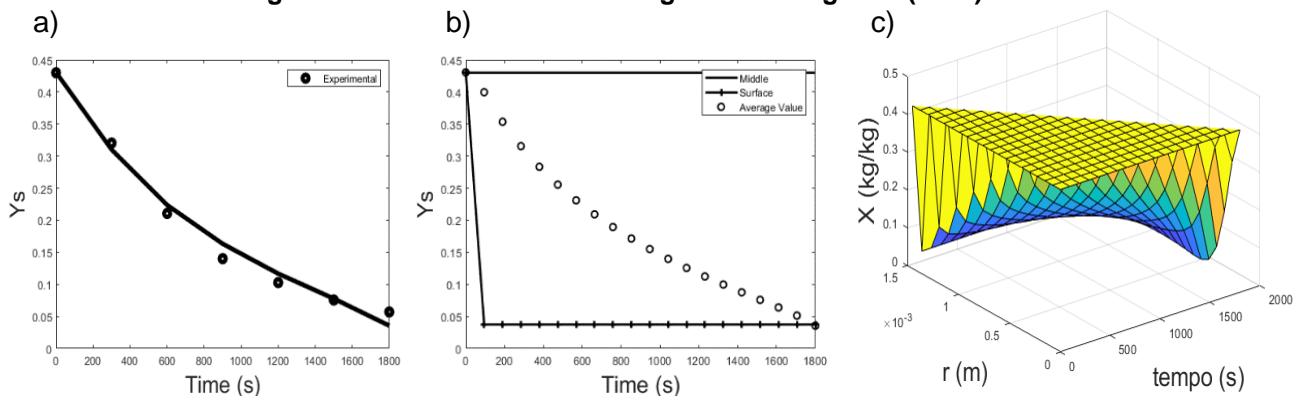 a)
b)
c)
0.45
0.4
0.35
0.3
0.25
0.2
0.15
0.1
0.05
0
Ys
Experimental
0 200 400 600 800 1000 1200 1400 1600 1800
Time (s)
0.45
0.4
0.35
0.3
0.25
0.2
0.15
0.1
0.05
0
Ys
Middle
Surface
Average Value
0 200 400 600 800 1000 1200 1400 1600 1800
Time (s)
0.5
0.4
0.3
0.2
0.1
0
X (kg/kg)
1.5
1
×10⁻³
0.5
0
r (m)
0
500
1000
1500
2000
tempo (s)